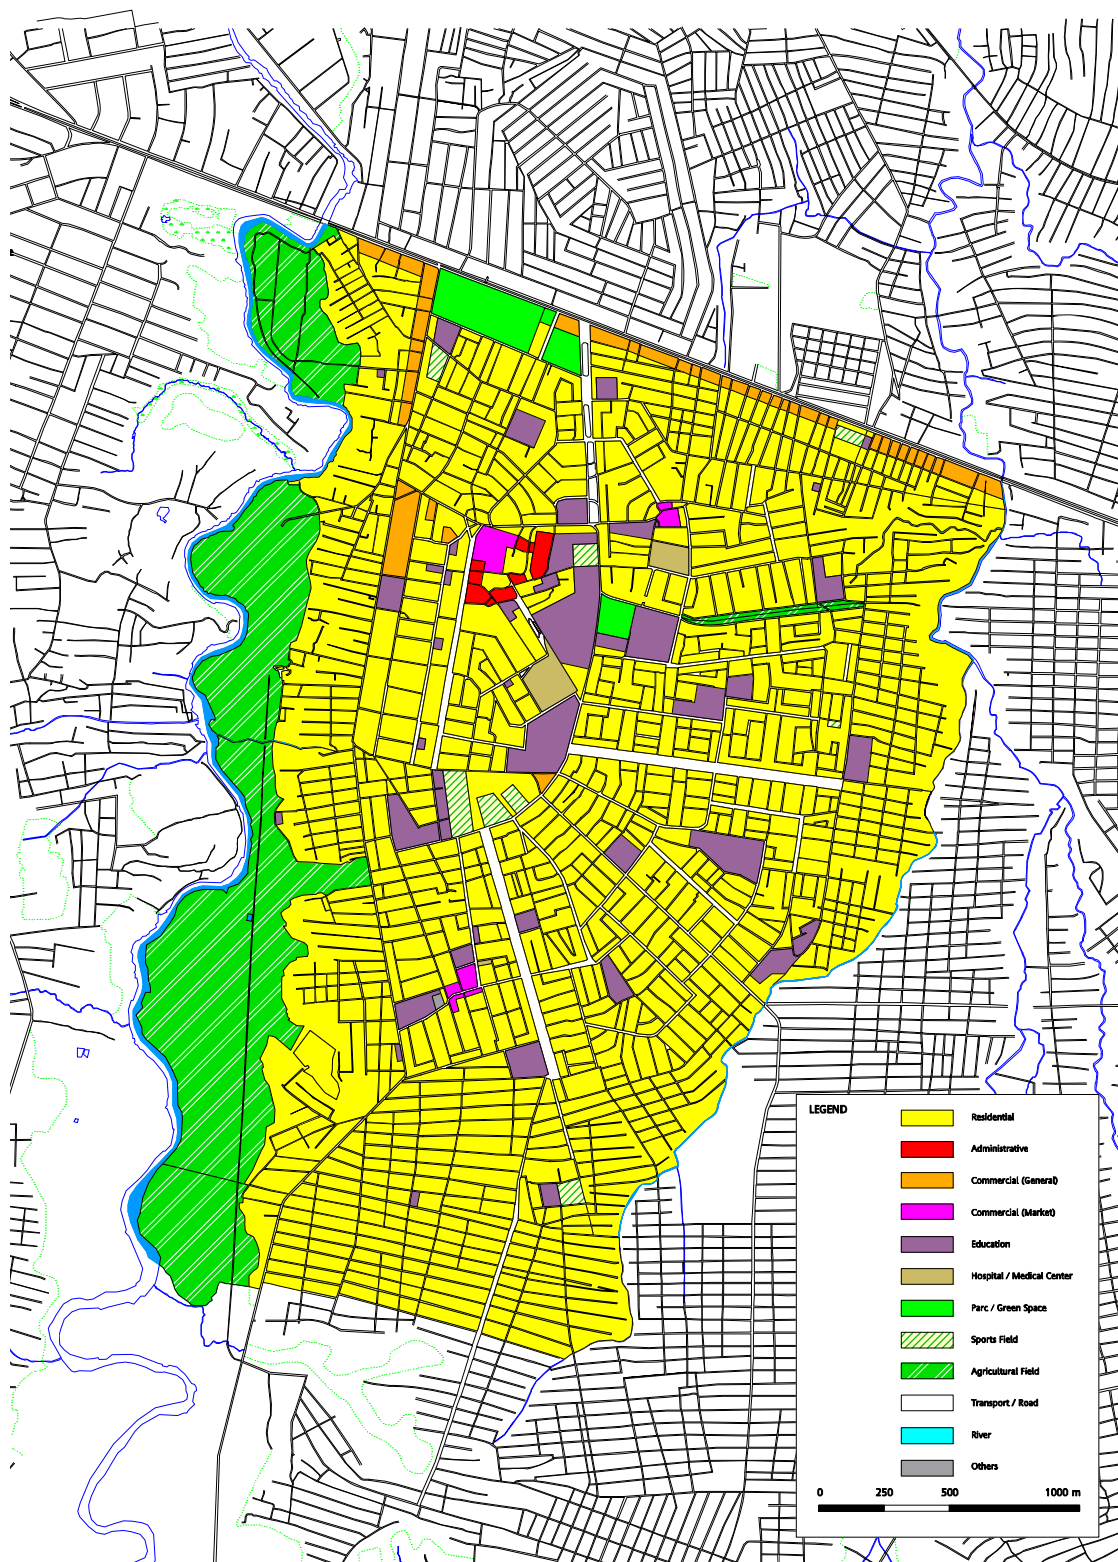 LEGEND
Residential
Administrative
Commercial (General)
Commercial (Market)
Education
Hospital / Medical Center
Parc / Green Space
Sports Field
Agricultural Field
Transport / Road
River
Others
0 250 500 1000 m